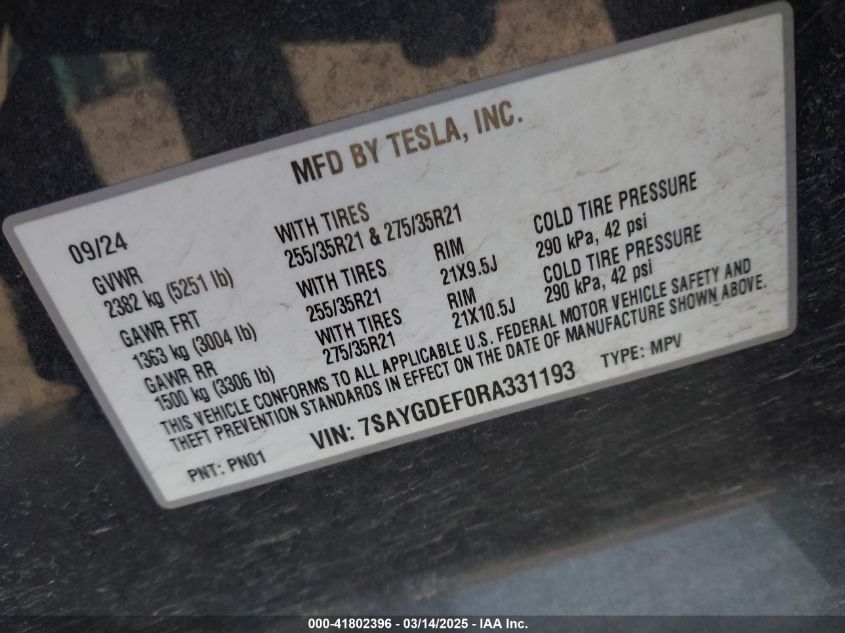 MFD BY TESLA, INC.
09/24
GVWR
2382 kg (5251 lb)
WITH TIRES
255/35R21 & 275/35R21
GAWR FRT
1363 kg (3004 lb)
WITH TIRES
255/35R21
RIM
21X9.5J
COLD TIRE PRESSURE
290 kPa, 42 psi
GAWR RR
1500 kg (3306 lb)
WITH TIRES
275/35R21
RIM
21X10.5J
COLD TIRE PRESSURE
290 kPa, 42 psi
THIS VEHICLE CONFORMS TO ALL APPLICABLE U.S. FEDERAL MOTOR VEHICLE SAFETY AND
THEFT PREVENTION STANDARDS IN EFFECT ON THE DATE OF MANUFACTURE SHOWN ABOVE.
PNT: PN01
VIN: 7SAYGDEF0RA331193
TYPE: MPV
000-41802396 - 03/14/2025 - IAA Inc.